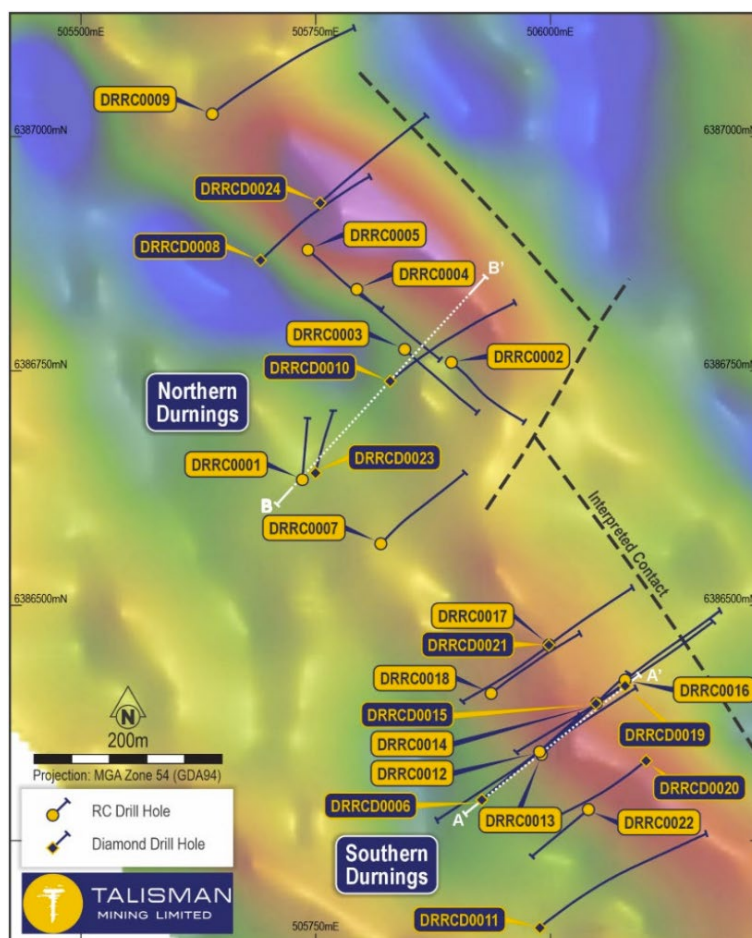 505500mE
505750mE
506000mE
DRRC0009
6387000mN
6387000mN
DRRCD0024
DRRC0005
DRRCD0008
DRRC0004
B'
DRRC0003
DRRC0002
6386750mN
6386750mN
DRRCD0010
Northern
Durnings
DRRC0001
DRRCD0023
B
DRRC0007
Interpreted Contact
6386500mN
6386500mN
DRRC0017
DRRCD0021
DRRC0018
A'
DRRC0016
DRRCD0015
DRRC0014
DRRCD0019
DRRC0012
DRRCD0020
DRRCD0006
A
DRRC0013
DRRC0022
Southern
Durnings
DRRCD0011
N
200m
Projection: MGA Zone 54 (GDA94)
RC Drill Hole
Diamond Drill Hole
TALISMAN
MINING LIMITED
505750mE